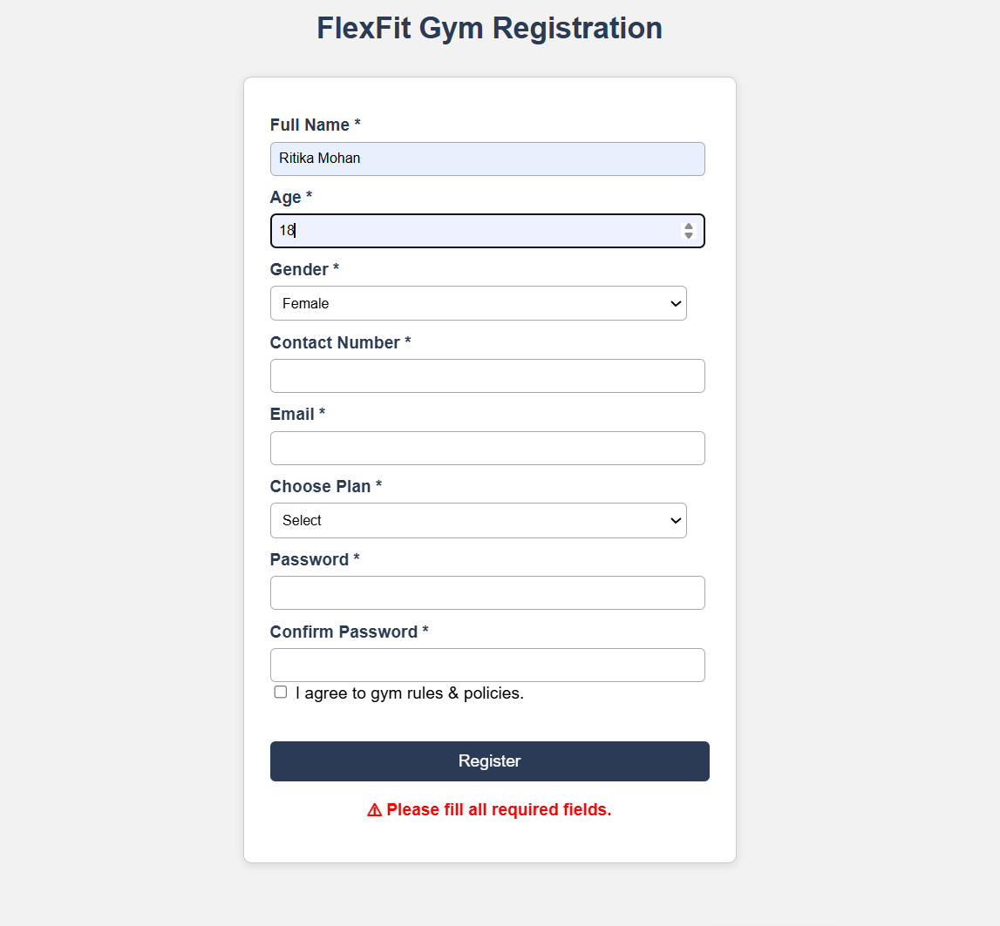 FlexFit Gym Registration
Full Name *
Ritika Mohan
Age *
18
Gender *
Female
Contact Number *
Email *
Choose Plan *
Select
Password *
Confirm Password *
I agree to gym rules & policies.
Register
⚠ Please fill all required fields.